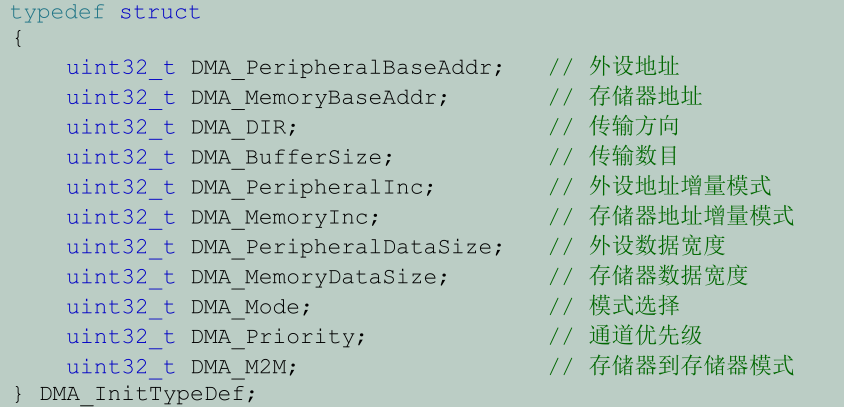 typedef struct
{
    uint32_t DMA_PeripheralBaseAddr;   // 外设地址
    uint32_t DMA_MemoryBaseAddr;       // 存储器地址
    uint32_t DMA_DIR;                  // 传输方向
    uint32_t DMA_BufferSize;           // 传输数目
    uint32_t DMA_PeripheralInc;        // 外设地址增量模式
    uint32_t DMA_MemoryInc;            // 存储器地址增量模式
    uint32_t DMA_PeripheralDataSize;   // 外设数据宽度
    uint32_t DMA_MemoryDataSize;       // 存储器数据宽度
    uint32_t DMA_Mode;                 // 模式选择
    uint32_t DMA_Priority;             // 通道优先级
    uint32_t DMA_M2M;                  // 存储器到存储器模式
} DMA_InitTypeDef;